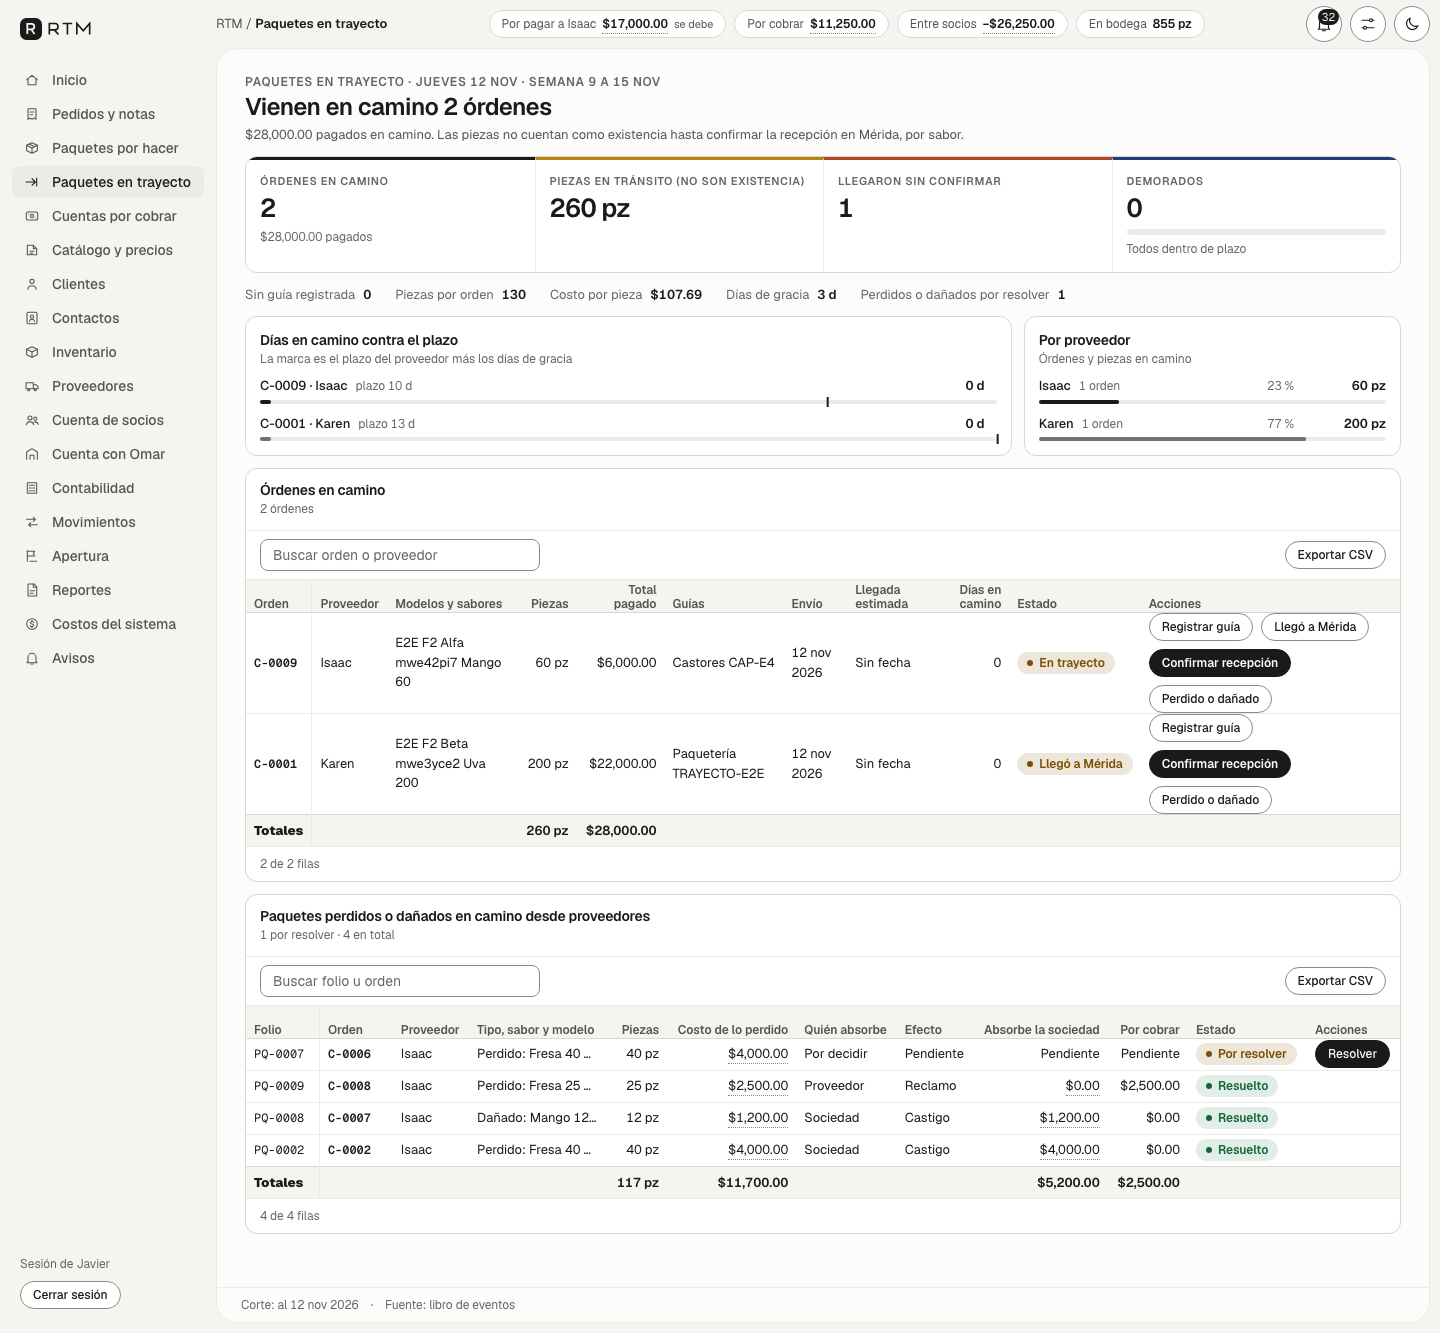 R RTM
RTM / Paquetes en trayecto
Por pagar a Isaac $17,000.00 se debe
Por cobrar $11,250.00
Entre socios −$26,250.00
En bodega 855 pz
32
Inicio
Pedidos y notas
Paquetes por hacer
Paquetes en trayecto
Cuentas por cobrar
Catálogo y precios
Clientes
Contactos
Inventario
Proveedores
Cuenta de socios
Cuenta con Omar
Contabilidad
Movimientos
Apertura
Reportes
Costos del sistema
Avisos
Sesión de Javier
Cerrar sesión
PAQUETES EN TRAYECTO · JUEVES 12 NOV · SEMANA 9 A 15 NOV
Vienen en camino 2 órdenes
$28,000.00 pagados en camino. Las piezas no cuentan como existencia hasta confirmar la recepción en Mérida, por sabor.
ÓRDENES EN CAMINO
2
$28,000.00 pagados
PIEZAS EN TRÁNSITO (NO SON EXISTENCIA)
260 pz
LLEGARON SIN CONFIRMAR
1
DEMORADOS
0
Todos dentro de plazo
Sin guía registrada 0 Piezas por orden 130 Costo por pieza $107.69 Días de gracia 3 d Perdidos o dañados por resolver 1
Días en camino contra el plazo
La marca es el plazo del proveedor más los días de gracia
C-0009 · Isaac plazo 10 d 0 d
C-0001 · Karen plazo 13 d 0 d
Por proveedor
Órdenes y piezas en camino
Isaac 1 orden 23 % 60 pz
Karen 1 orden 77 % 200 pz
Órdenes en camino
2 órdenes
Buscar orden o proveedor
Exportar CSV
Orden Proveedor Modelos y sabores Piezas Total pagado Guías Envío Llegada estimada Días en camino Estado Acciones
C-0009 Isaac E2E F2 Alfa mwe42pi7 Mango 60 60 pz $6,000.00 Castores CAP-E4 12 nov 2026 Sin fecha 0 En trayecto
Registrar guía Llegó a Mérida
Confirmar recepción
Perdido o dañado
C-0001 Karen E2E F2 Beta mwe3yce2 Uva 200 200 pz $22,000.00 Paquetería TRAYECTO-E2E 12 nov 2026 Sin fecha 0 Llegó a Mérida
Registrar guía
Confirmar recepción
Perdido o dañado
Totales 260 pz $28,000.00
2 de 2 filas
Paquetes perdidos o dañados en camino desde proveedores
1 por resolver · 4 en total
Buscar folio u orden
Exportar CSV
Folio Orden Proveedor Tipo, sabor y modelo Piezas Costo de lo perdido Quién absorbe Efecto Absorbe la sociedad Por cobrar Estado Acciones
PQ-0007 C-0006 Isaac Perdido: Fresa 40 … 40 pz $4,000.00 Por decidir Pendiente Pendiente Pendiente Por resolver Resolver
PQ-0009 C-0008 Isaac Perdido: Fresa 25 … 25 pz $2,500.00 Proveedor Reclamo $0.00 $2,500.00 Resuelto
PQ-0008 C-0007 Isaac Dañado: Mango 12… 12 pz $1,200.00 Sociedad Castigo $1,200.00 $0.00 Resuelto
PQ-0002 C-0002 Isaac Perdido: Fresa 40 … 40 pz $4,000.00 Sociedad Castigo $4,000.00 $0.00 Resuelto
Totales 117 pz $11,700.00 $5,200.00 $2,500.00
4 de 4 filas
Corte: al 12 nov 2026 · Fuente: libro de eventos